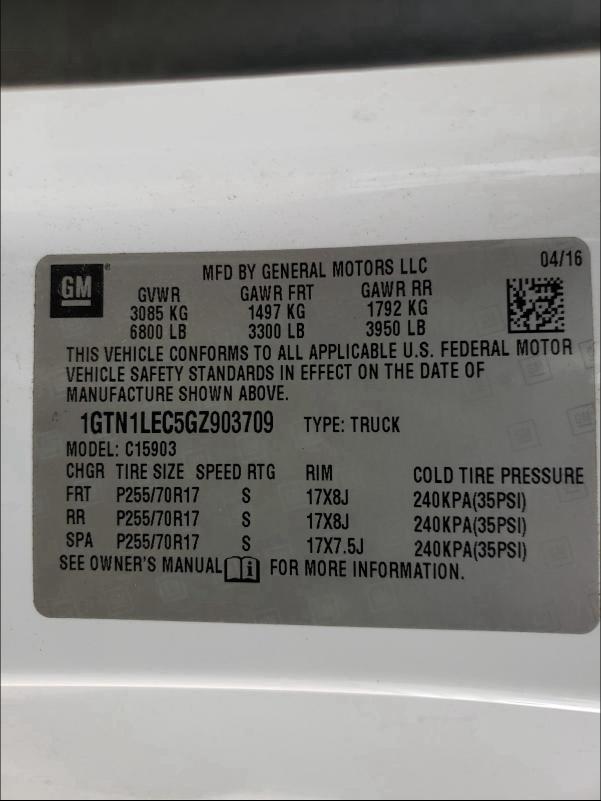 GM
MFD BY GENERAL MOTORS LLC 04/16
GVWR GAWR FRT GAWR RR
3085 KG 1497 KG 1792 KG
6800 LB 3300 LB 3950 LB
THIS VEHICLE CONFORMS TO ALL APPLICABLE U.S. FEDERAL MOTOR
VEHICLE SAFETY STANDARDS IN EFFECT ON THE DATE OF
MANUFACTURE SHOWN ABOVE.
1GTN1LEC5GZ903709 TYPE: TRUCK
MODEL: C15903
CHGR TIRE SIZE SPEED RTG RIM COLD TIRE PRESSURE
FRT P255/70R17 S 17X8J 240KPA(35PSI)
RR P255/70R17 S 17X8J 240KPA(35PSI)
SPA P255/70R17 S 17X7.5J 240KPA(35PSI)
SEE OWNER'S MANUAL i FOR MORE INFORMATION.